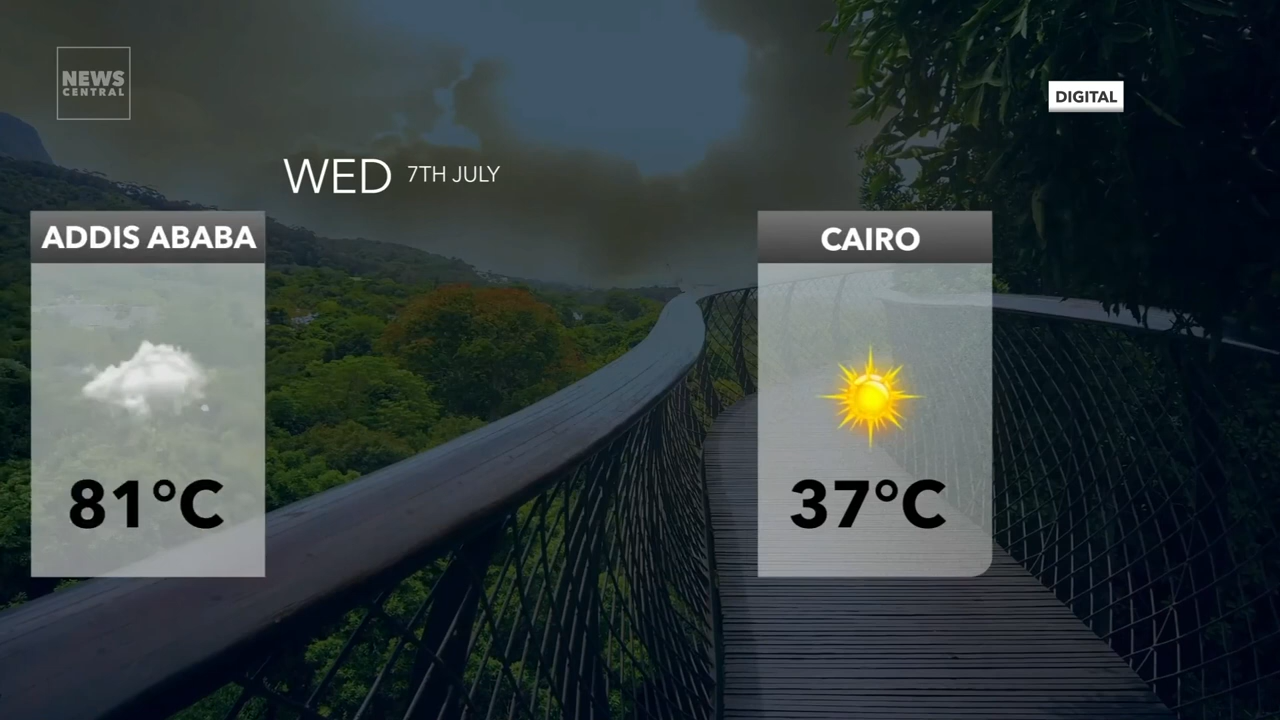 NEWS
CENTRAL
DIGITAL
WED 7TH JULY
ADDIS ABABA
81°C
CAIRO
37°C